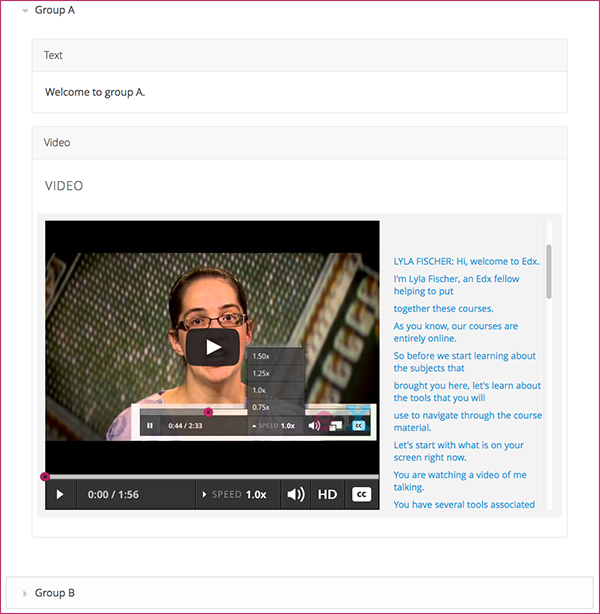 Group A
Text
Welcome to group A.
Video
VIDEO
1.50x
1.25x
1.0x
0.75x
0:44 / 2:33
SPEED 1.0x
CC
0:00 / 1:56
SPEED 1.0x
HD
CC
LYLA FISCHER: Hi, welcome to Edx.
I'm Lyla Fischer, an Edx fellow
helping to put
together these courses.
As you know, our courses are
entirely online.
So before we start learning about
the subjects that
brought you here, let's learn about
the tools that you will
use to navigate through the course
material.
Let's start with what is on your
screen right now.
You are watching a video of me
talking.
You have several tools associated
Group B